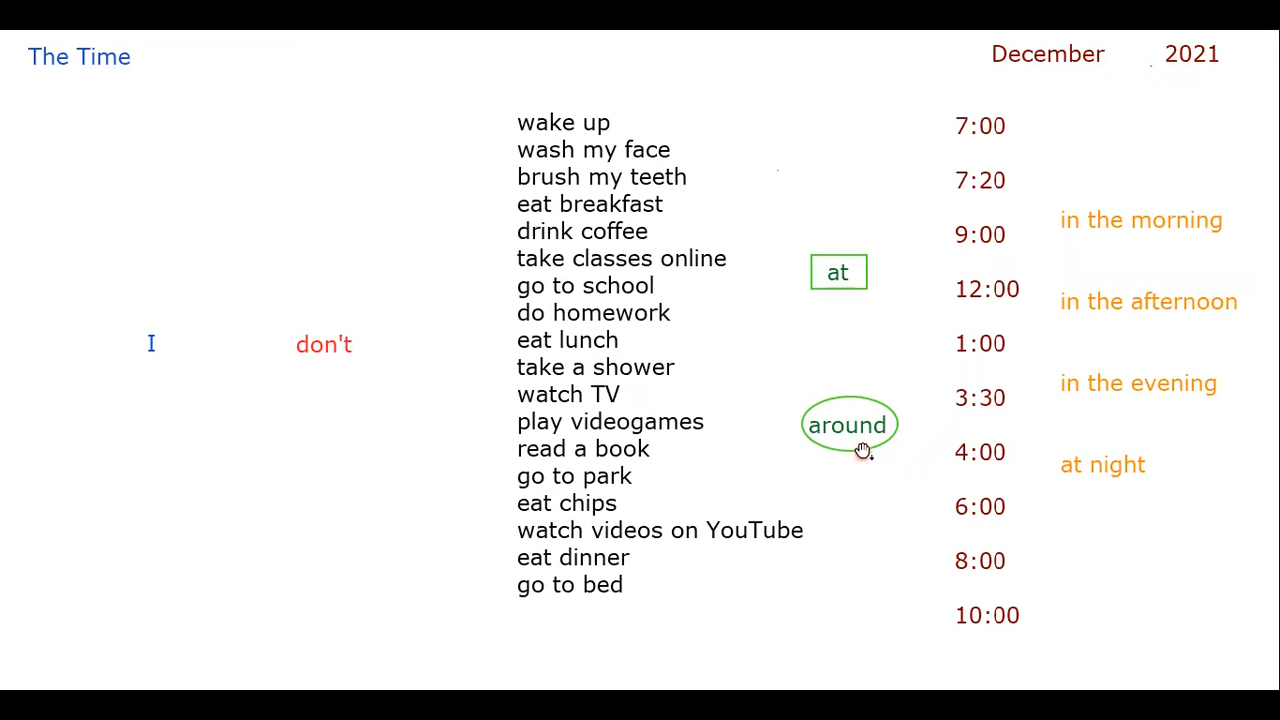 The Time
December 2021
wake up
wash my face
brush my teeth
eat breakfast
drink coffee
take classes online
go to school
do homework
eat lunch
take a shower
watch TV
play videogames
read a book
go to park
eat chips
watch videos on YouTube
eat dinner
go to bed
I don't
at
around
7:00
7:20
9:00
12:00
1:00
3:30
4:00
6:00
8:00
10:00
in the morning
in the afternoon
in the evening
at night